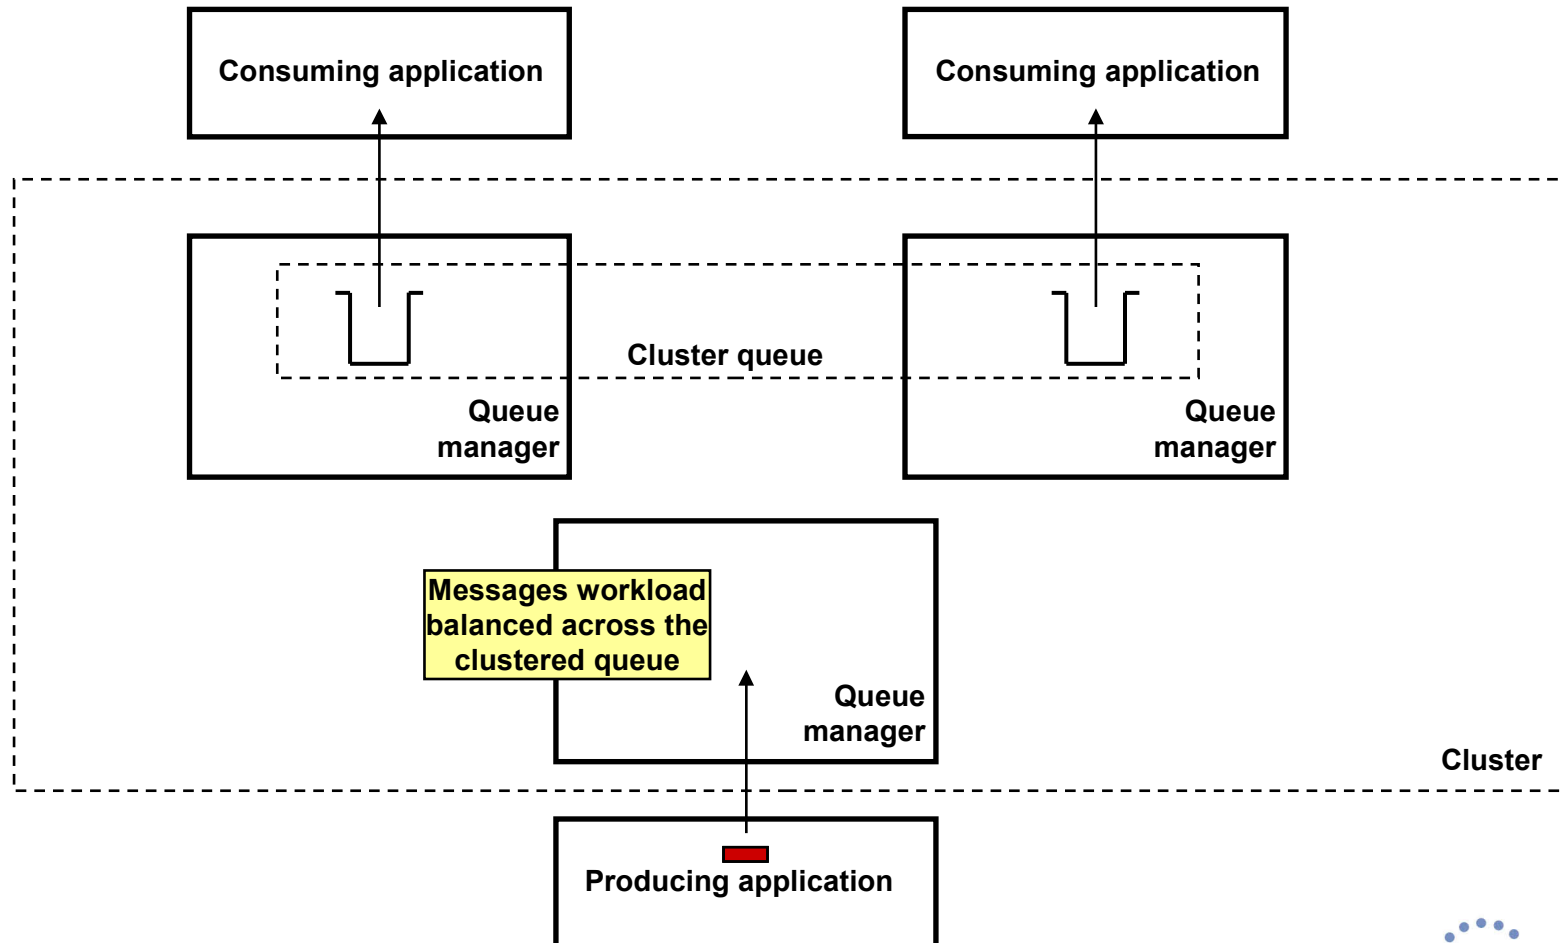 Consuming application
Consuming application
Cluster queue
Queue
manager
Queue
manager
Messages workload
balanced across the
clustered queue
Queue
manager
Cluster
Producing application